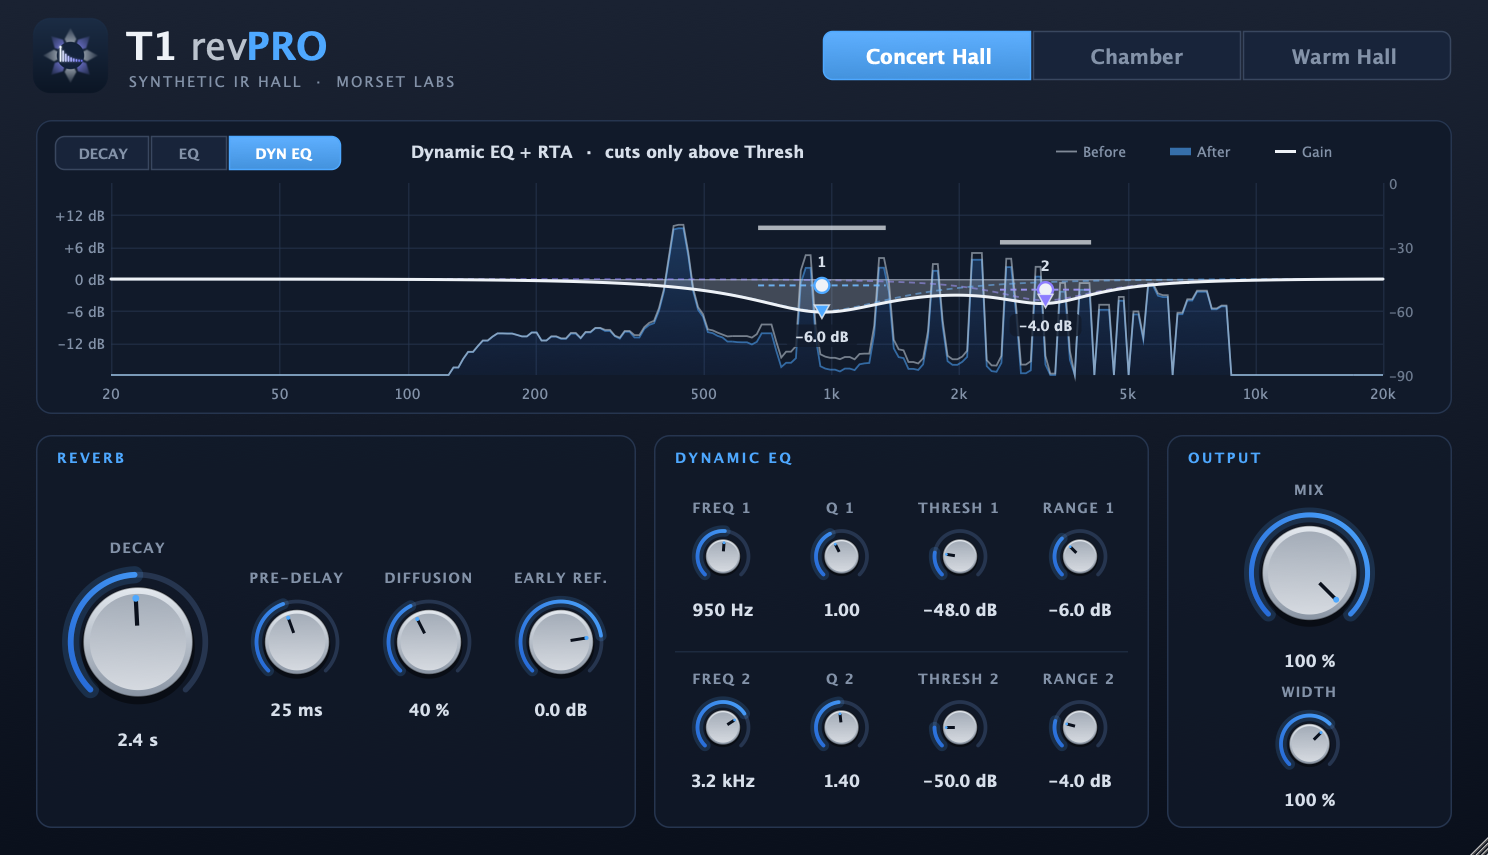 T1 revPRO
SYNTHETIC IR HALL · MORSET LABS
Concert Hall
Chamber
Warm Hall
DECAY
EQ
DYN EQ
Dynamic EQ + RTA · cuts only above Thresh
Before
After
Gain
+12 dB
+6 dB
0 dB
−6 dB
−12 dB
0
−30
−60
−90
1
−6.0 dB
2
−4.0 dB
20
50
100
200
500
1k
2k
5k
10k
20k
REVERB
DECAY
2.4 s
PRE-DELAY
25 ms
DIFFUSION
40 %
EARLY REF.
0.0 dB
DYNAMIC EQ
FREQ 1
Q 1
THRESH 1
RANGE 1
950 Hz
1.00
−48.0 dB
−6.0 dB
FREQ 2
Q 2
THRESH 2
RANGE 2
3.2 kHz
1.40
−50.0 dB
−4.0 dB
OUTPUT
MIX
100 %
WIDTH
100 %